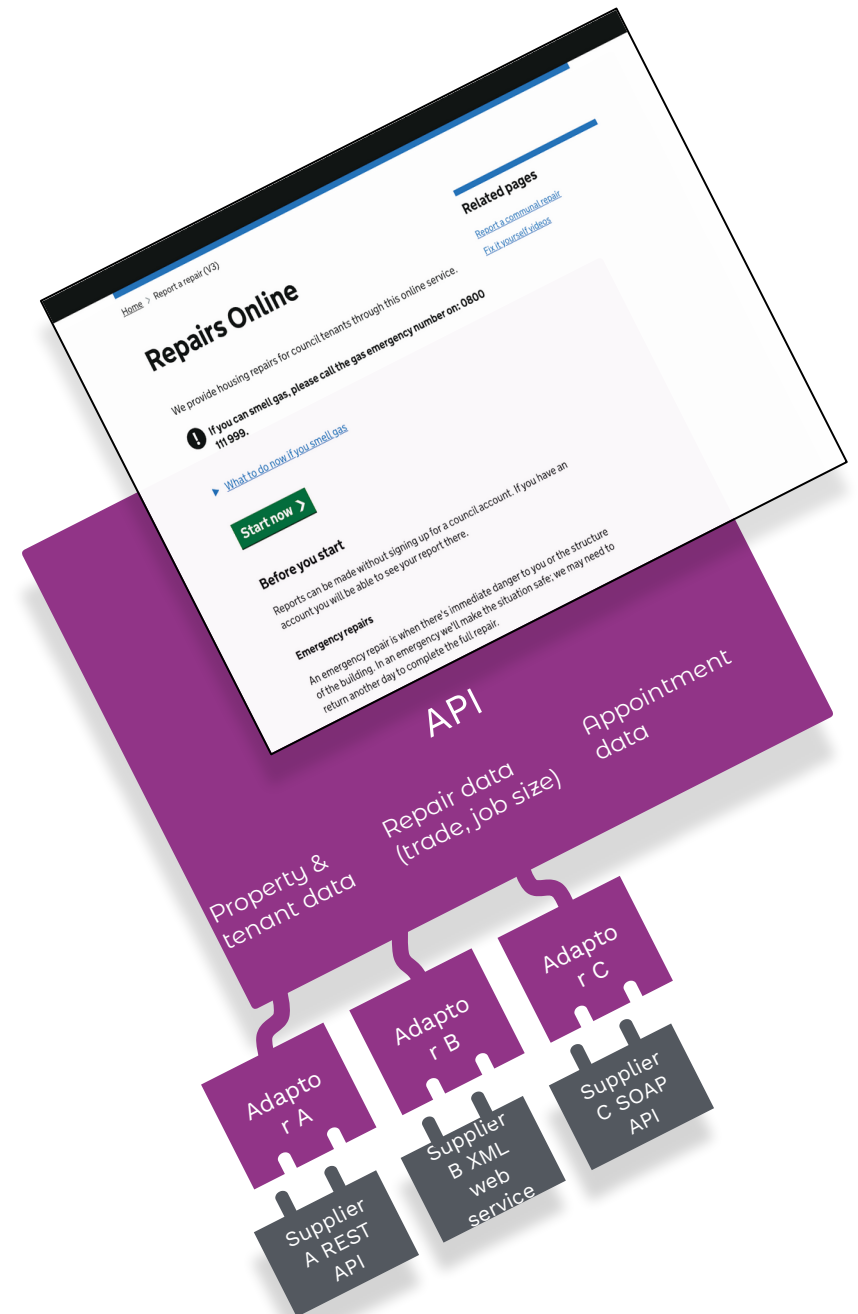 Home > Report a repair (V3)
Repairs Online
We provide housing repairs for council tenants through this online service.
! If you can smell gas, please call the gas emergency number on: 0800
111 999.
What to do now if you smell gas
Start now
Before you start
Reports can be made without signing up for a council account. If you have an
account you will be able to see your report there.
Emergency repairs
An emergency repair is when there's immediate danger to you or the structure
of the building. In an emergency we'll make the situation safe: we may need to
return another day to complete the full repair.
Related pages
Report a communal repair
Fix it yourself videos
API
Property &
tenant data
Repair data
(trade, job size)
Appointment
data
Adapto
r A
Adapto
r B
Adapto
r C
Supplier
A REST
API
Supplier
B XML
web
service
Supplier
C SOAP
API